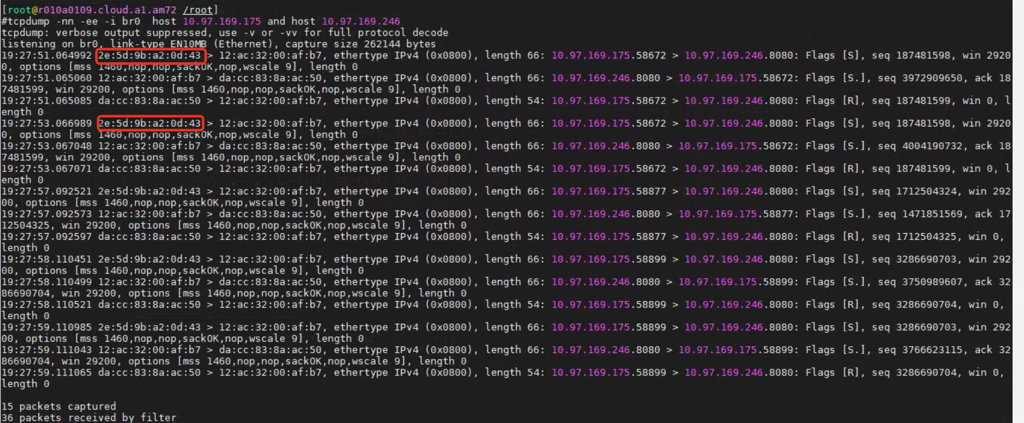 [root@r010a0109.cloud.a1.am72 /root]
#tcpdump -nn -ee -i br0  host 10.97.169.175 and host 10.97.169.246
tcpdump: verbose output suppressed, use -v or -vv for full protocol decode
listening on br0, link-type EN10MB (Ethernet), capture size 262144 bytes
19:27:51.064992 2e:5d:9b:a2:0d:43 > 12:ac:32:00:af:b7, ethertype IPv4 (0x0800), length 66: 10.97.169.175.58672 > 10.97.169.246.8080: Flags [S], seq 187481598, win 2920
0, options [mss 1460,nop,nop,sackOK,nop,wscale 9], length 0
19:27:51.065060 12:ac:32:00:af:b7 > da:cc:83:8a:ac:50, ethertype IPv4 (0x0800), length 66: 10.97.169.246.8080 > 10.97.169.175.58672: Flags [S.], seq 3972909650, ack 18
7481599, win 29200, options [mss 1460,nop,nop,sackOK,nop,wscale 9], length 0
19:27:51.065085 da:cc:83:8a:ac:50 > 12:ac:32:00:af:b7, ethertype IPv4 (0x0800), length 54: 10.97.169.175.58672 > 10.97.169.246.8080: Flags [R], seq 187481599, win 0, l
ength 0
19:27:53.066989 2e:5d:9b:a2:0d:43 > 12:ac:32:00:af:b7, ethertype IPv4 (0x0800), length 66: 10.97.169.175.58672 > 10.97.169.246.8080: Flags [S], seq 187481598, win 2920
0, options [mss 1460,nop,nop,sackOK,nop,wscale 9], length 0
19:27:53.067048 12:ac:32:00:af:b7 > da:cc:83:8a:ac:50, ethertype IPv4 (0x0800), length 66: 10.97.169.246.8080 > 10.97.169.175.58672: Flags [S.], seq 4004190732, ack 18
7481599, win 29200, options [mss 1460,nop,nop,sackOK,nop,wscale 9], length 0
19:27:53.067071 da:cc:83:8a:ac:50 > 12:ac:32:00:af:b7, ethertype IPv4 (0x0800), length 54: 10.97.169.175.58672 > 10.97.169.246.8080: Flags [R], seq 187481599, win 0, l
ength 0
19:27:57.092521 2e:5d:9b:a2:0d:43 > 12:ac:32:00:af:b7, ethertype IPv4 (0x0800), length 66: 10.97.169.175.58877 > 10.97.169.246.8080: Flags [S], seq 1712504324, win 292
00, options [mss 1460,nop,nop,sackOK,nop,wscale 9], length 0
19:27:57.092573 12:ac:32:00:af:b7 > da:cc:83:8a:ac:50, ethertype IPv4 (0x0800), length 66: 10.97.169.246.8080 > 10.97.169.175.58877: Flags [S.], seq 1471851569, ack 17
12504325, win 29200, options [mss 1460,nop,nop,sackOK,nop,wscale 9], length 0
19:27:57.092597 da:cc:83:8a:ac:50 > 12:ac:32:00:af:b7, ethertype IPv4 (0x0800), length 54: 10.97.169.175.58877 > 10.97.169.246.8080: Flags [R], seq 1712504325, win 0,
length 0
19:27:58.110451 2e:5d:9b:a2:0d:43 > 12:ac:32:00:af:b7, ethertype IPv4 (0x0800), length 66: 10.97.169.175.58899 > 10.97.169.246.8080: Flags [S], seq 3286690703, win 292
00, options [mss 1460,nop,nop,sackOK,nop,wscale 9], length 0
19:27:58.110499 12:ac:32:00:af:b7 > da:cc:83:8a:ac:50, ethertype IPv4 (0x0800), length 66: 10.97.169.246.8080 > 10.97.169.175.58899: Flags [S.], seq 3750989607, ack 32
86690704, win 29200, options [mss 1460,nop,nop,sackOK,nop,wscale 9], length 0
19:27:58.110521 da:cc:83:8a:ac:50 > 12:ac:32:00:af:b7, ethertype IPv4 (0x0800), length 54: 10.97.169.175.58899 > 10.97.169.246.8080: Flags [R], seq 3286690704, win 0,
length 0
19:27:59.110985 2e:5d:9b:a2:0d:43 > 12:ac:32:00:af:b7, ethertype IPv4 (0x0800), length 66: 10.97.169.175.58899 > 10.97.169.246.8080: Flags [S], seq 3286690703, win 292
00, options [mss 1460,nop,nop,sackOK,nop,wscale 9], length 0
19:27:59.111043 12:ac:32:00:af:b7 > da:cc:83:8a:ac:50, ethertype IPv4 (0x0800), length 66: 10.97.169.246.8080 > 10.97.169.175.58899: Flags [S.], seq 3766623115, ack 32
86690704, win 29200, options [mss 1460,nop,nop,sackOK,nop,wscale 9], length 0
19:27:59.111065 da:cc:83:8a:ac:50 > 12:ac:32:00:af:b7, ethertype IPv4 (0x0800), length 54: 10.97.169.175.58899 > 10.97.169.246.8080: Flags [R], seq 3286690704, win 0,
length 0
15 packets captured
36 packets received by filter